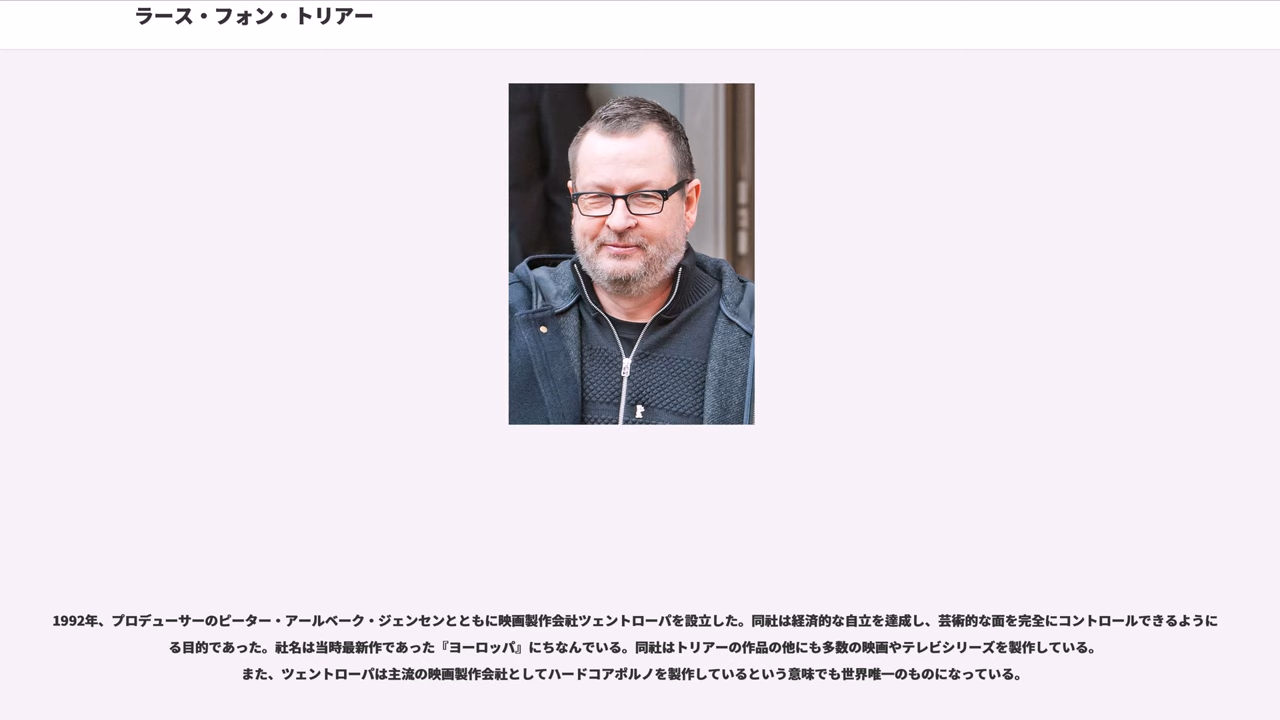 ラース・フォン・トリアー
1992年、プロデューサーのピーター・アールベーク・ジェンセンとともに映画製作会社ツェントローパを設立した。同社は経済的な自立を達成し、芸術的な面を完全にコントロールできるように
る目的であった。社名は当時最新作であった『ヨーロッパ』にちなんでいる。同社はトリアーの作品の他にも多数の映画やテレビシリーズを製作している。
また、ツェントローパは主流の映画製作会社としてハードコアポルノを製作しているという意味でも世界唯一のものになっている。